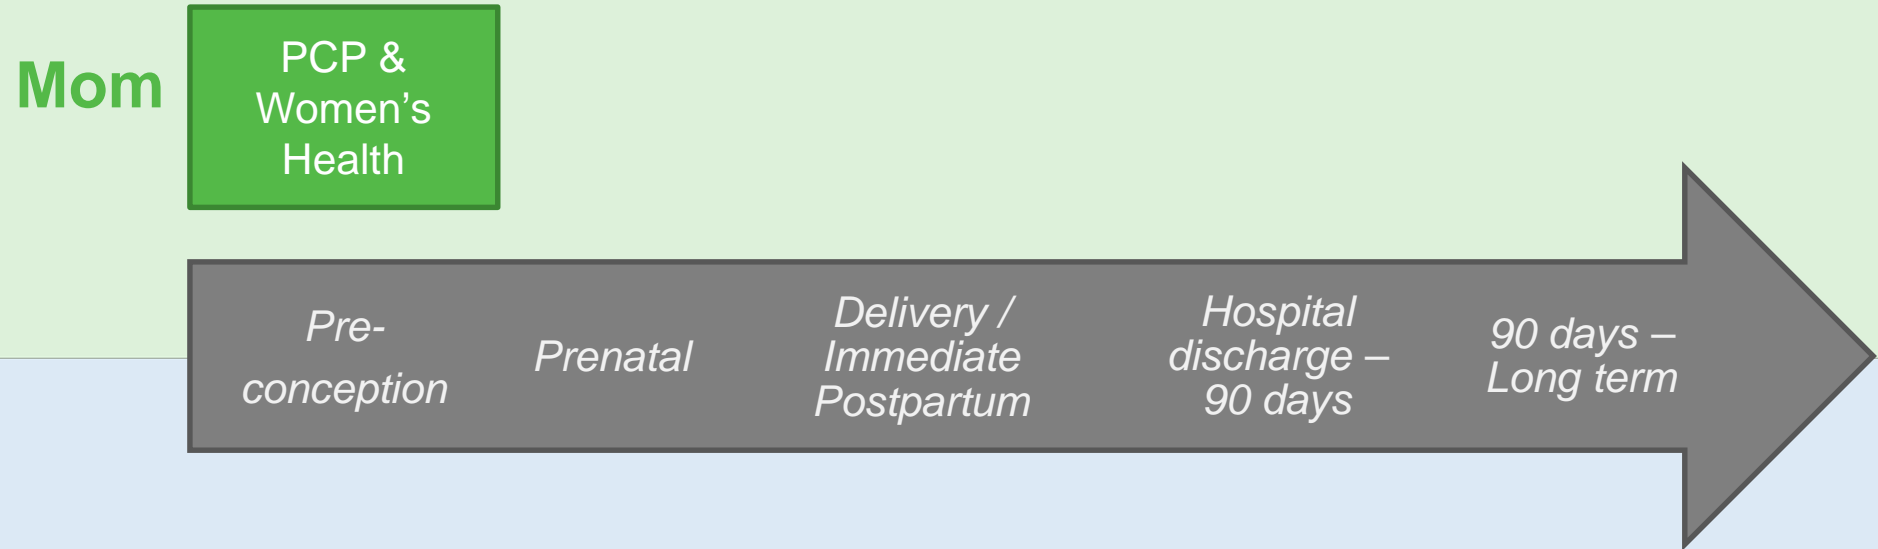 Mom
PCP &
Women’s
Health
Pre-
conception
Prenatal
Delivery /
Immediate
Postpartum
Hospital
discharge –
90 days
90 days –
Long term